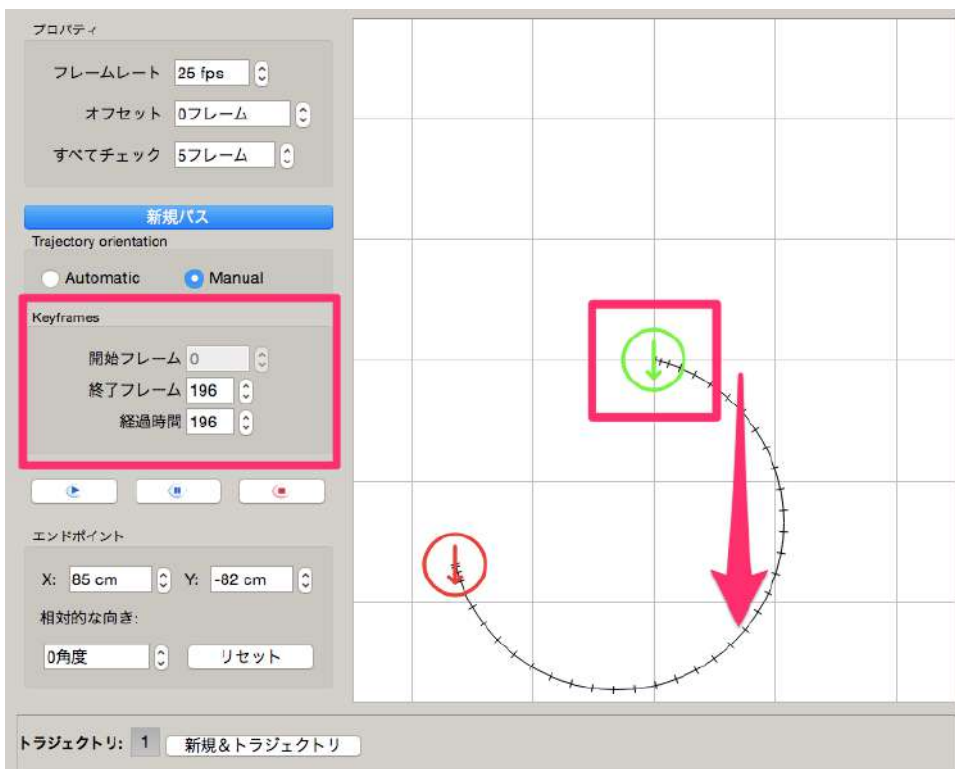 プロパティ
フレームレート 25 fps
オフセット 0フレーム
すべてチェック 5フレーム
新規パス
Trajectory orientation
Automatic Manual
Keyframes
開始フレーム 0
終了フレーム 196
経過時間 196
エンドポイント
X: 85 cm Y: -82 cm
相対的な向き:
0角度 リセット
トラジェクトリ: 1 新規&トラジェクトリ